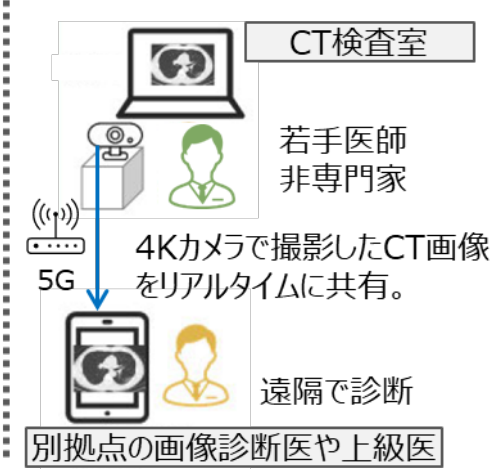 CT検査室
若手医師
非専門家
5G
4Kカメラで撮影したCT画像
をリアルタイムに共有。
遠隔で診断
別拠点の画像診断医や上級医